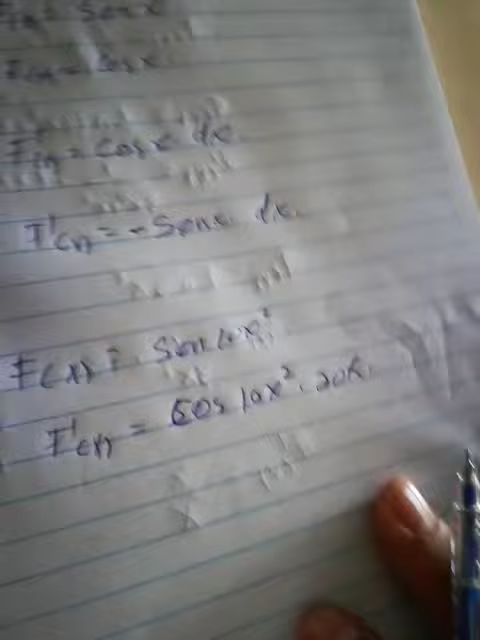 F(x) = Sen x
F'(x) = Cos x
F(x) = Cos x dx.
F'(x) = - Sen x. dx.
F(x) = Sen 10x²
F'(x) = Cos 10x² . 20x.